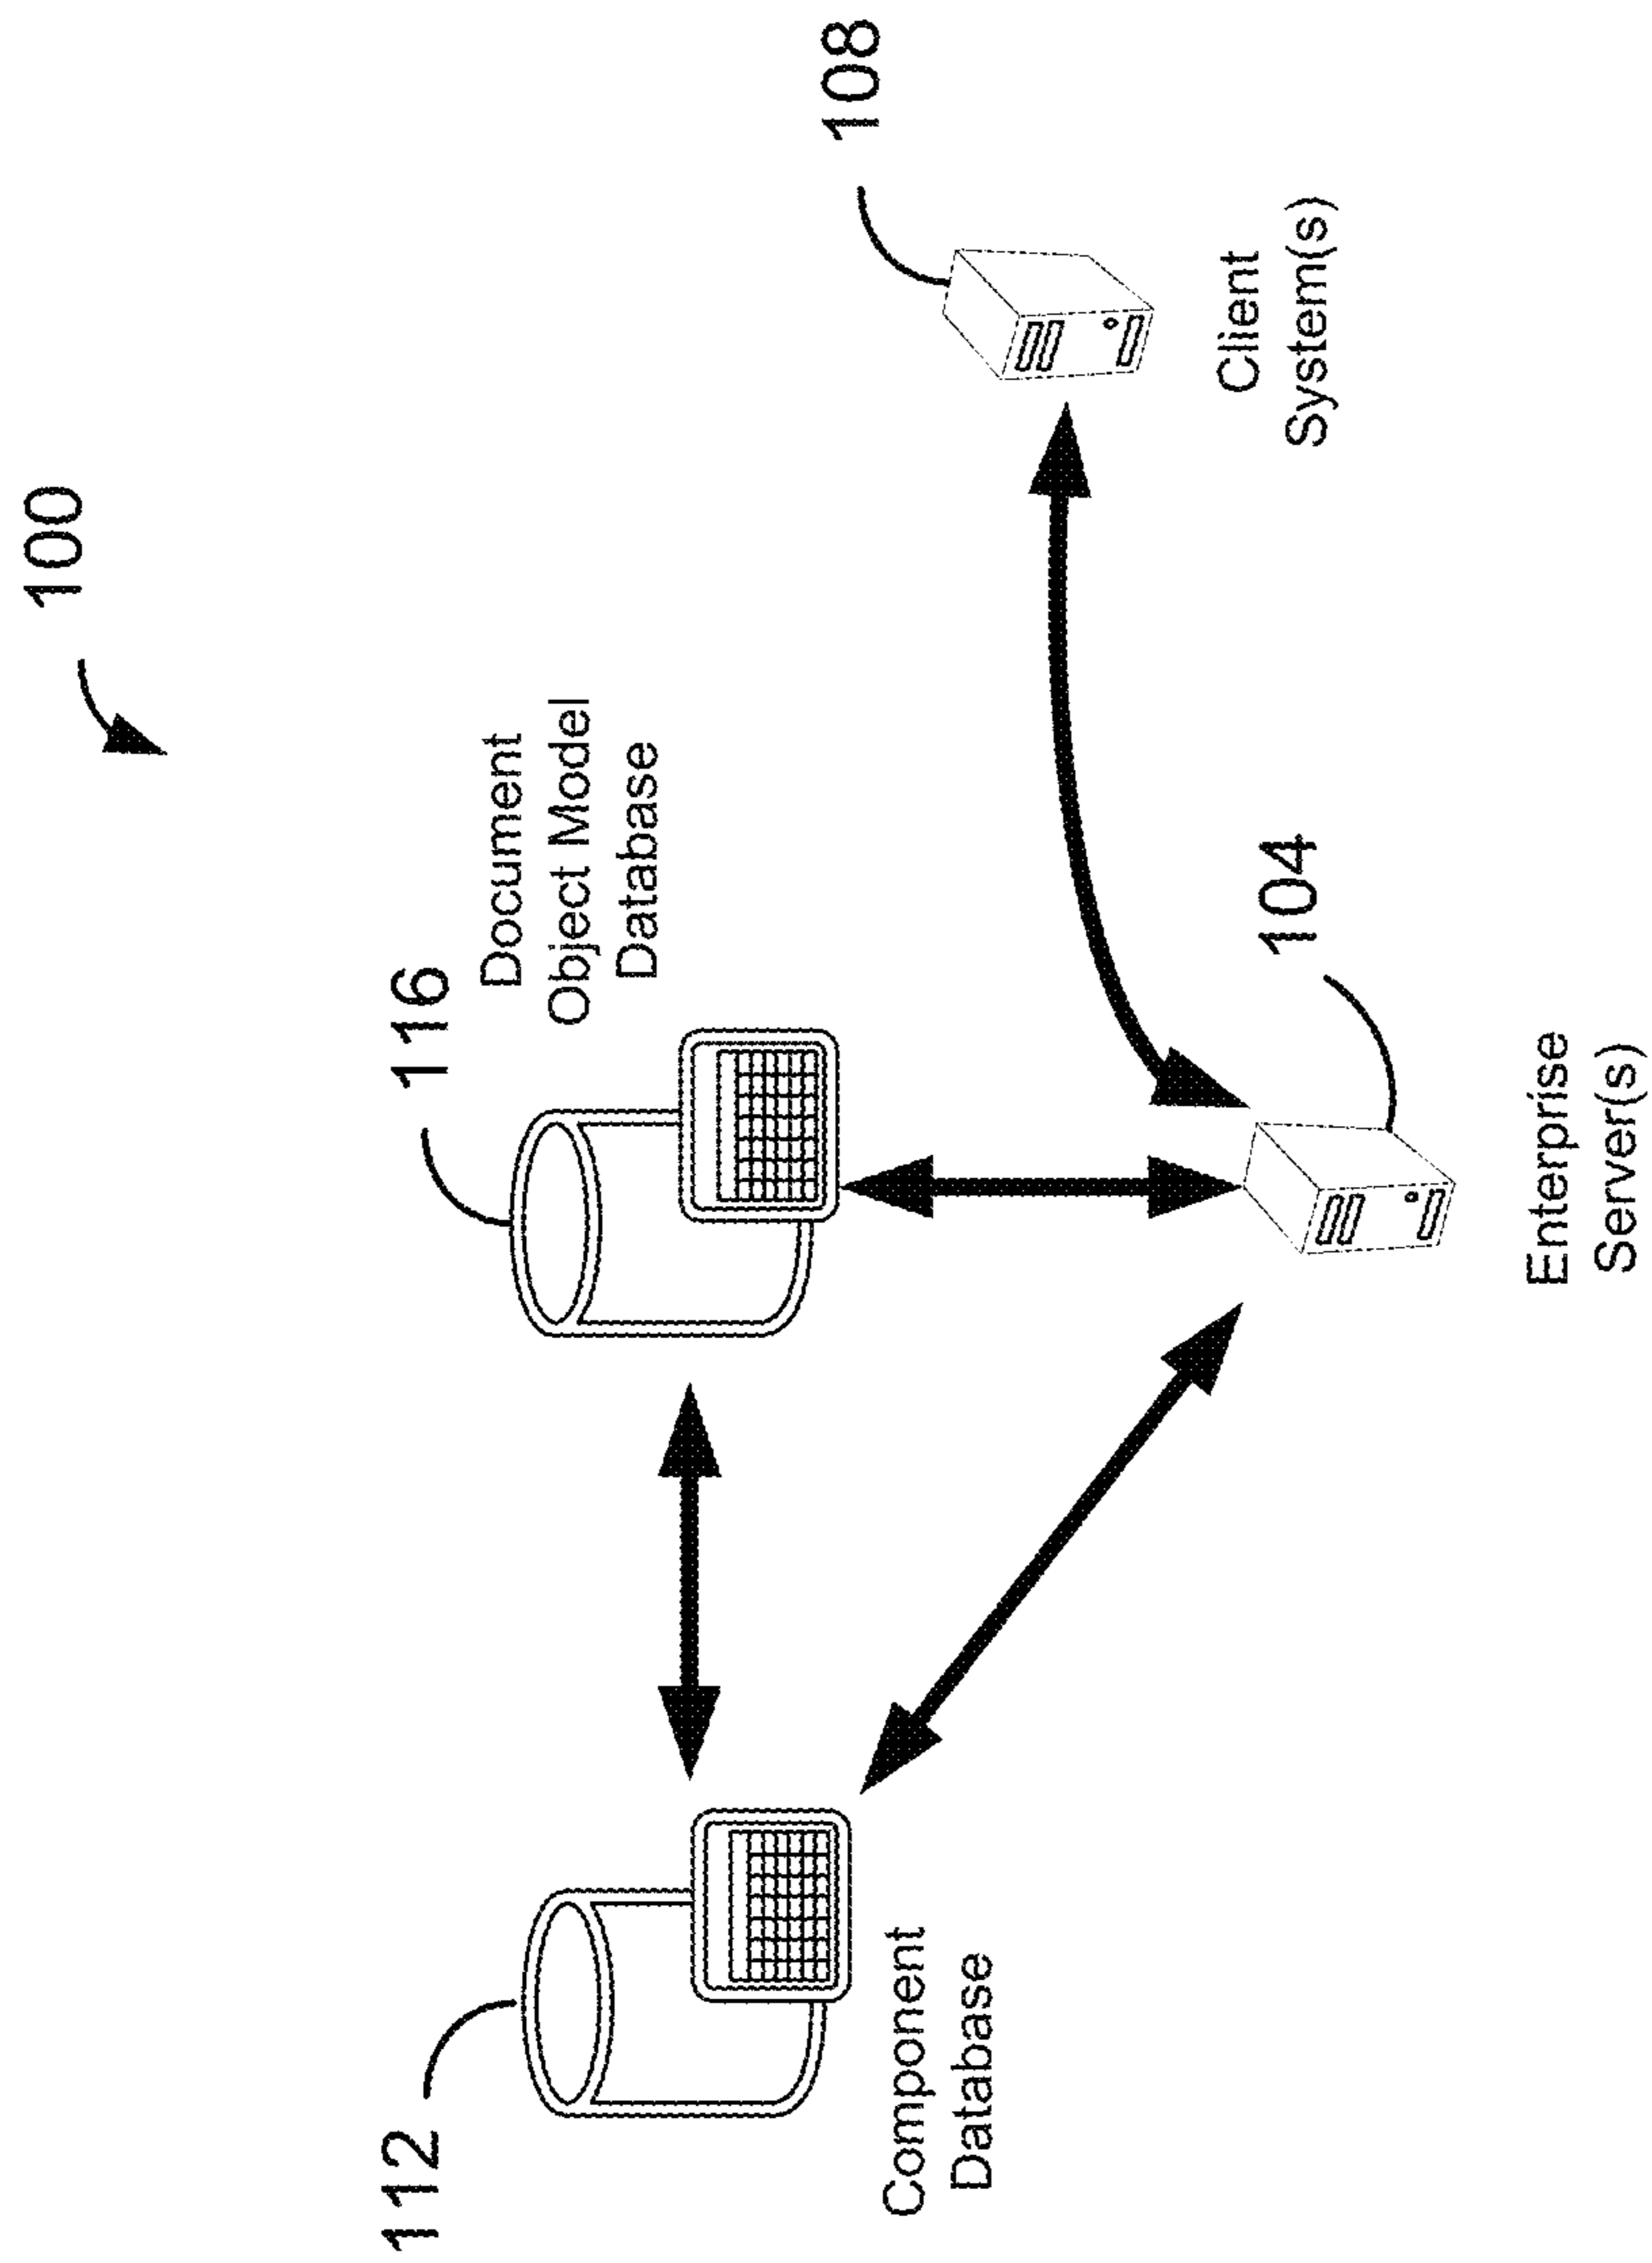 100
116
Document
Object Model
Database
112
Component
Database
108
Client
System(s)
104
Enterprise
Server(s)